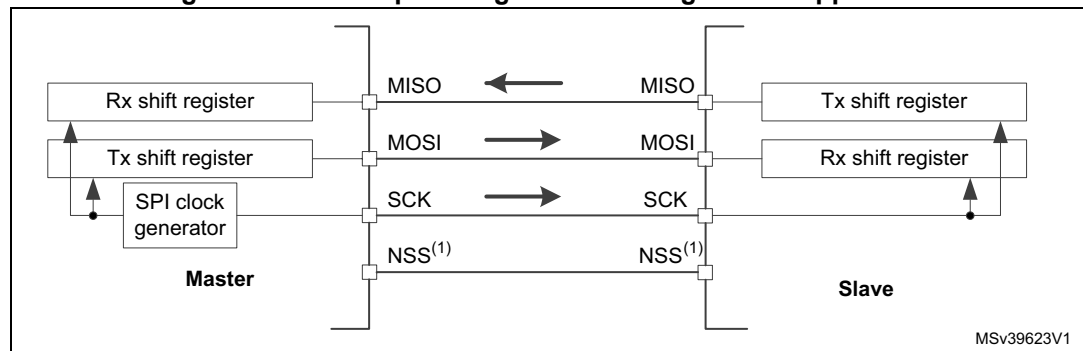 MISO MISO
Rx shift register
Tx shift register
MOSI MOSI
Tx shift register
Rx shift register
SPI clock
generator
SCK SCK
NSS(1) NSS(1)
Master
Slave
MSv39623V1